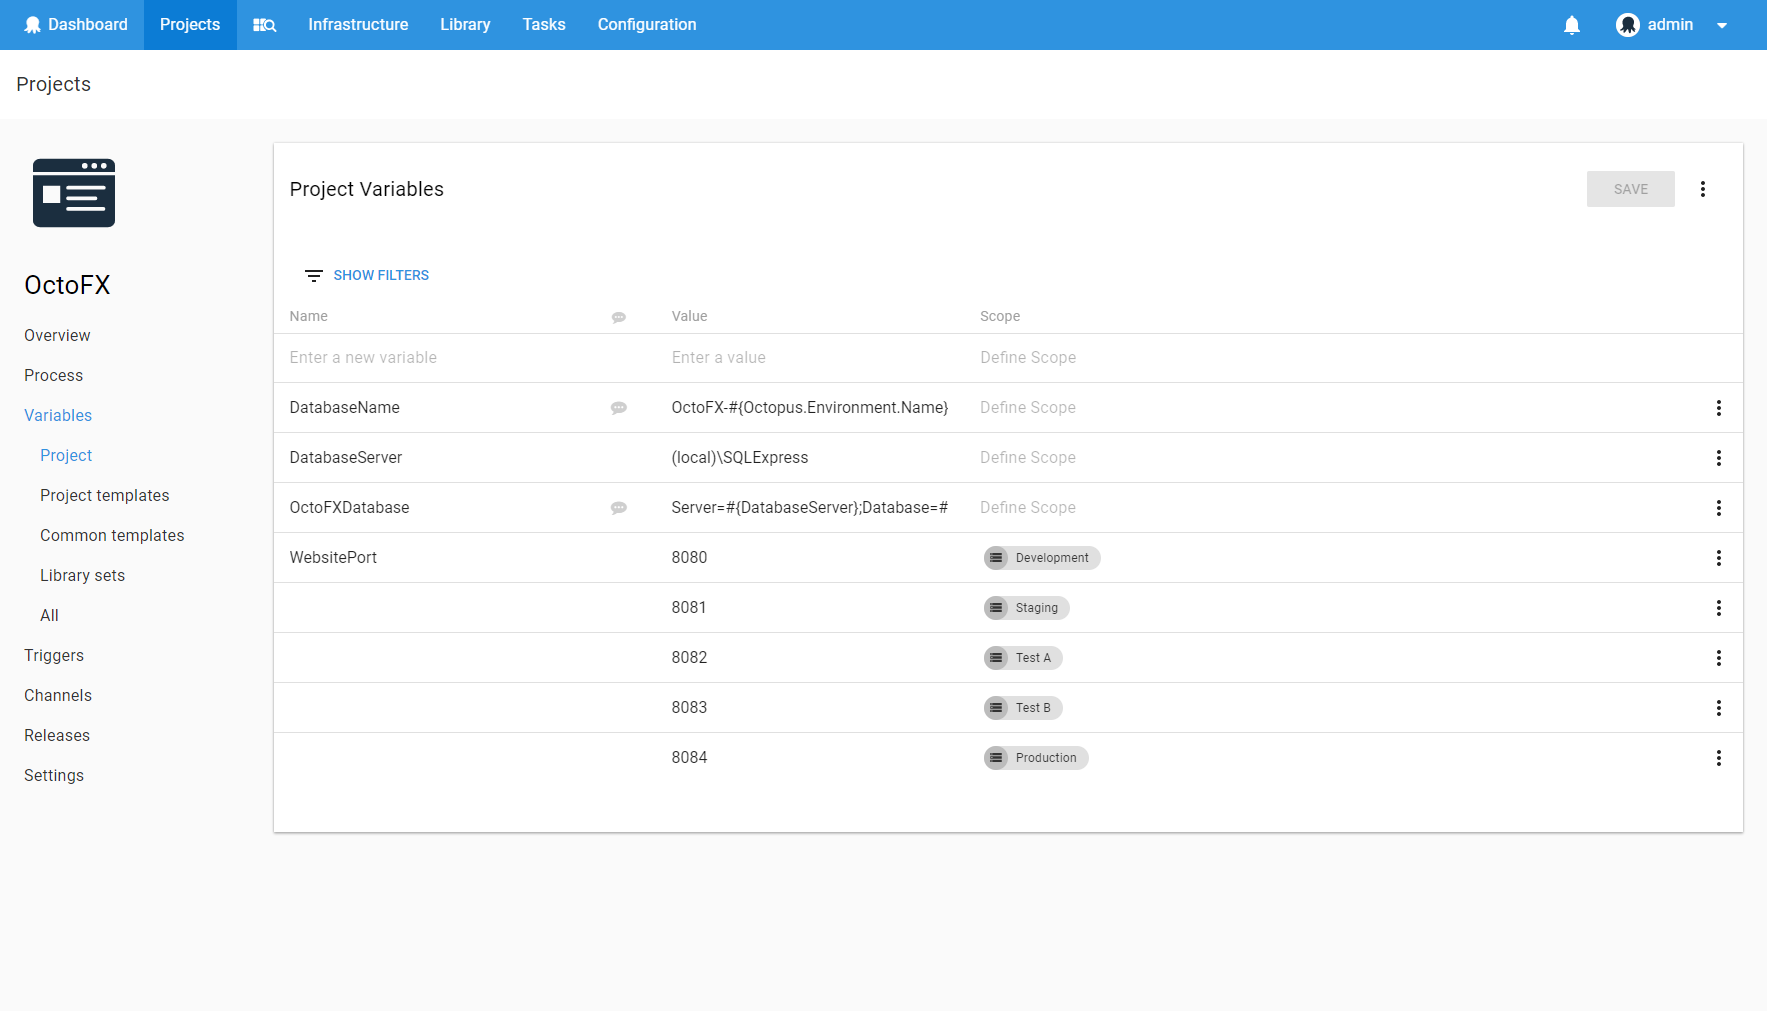 Dashboard Projects Infrastructure Library Tasks Configuration admin
Projects
OctoFX
Overview
Process
Variables
Project
Project templates
Common templates
Library sets
All
Triggers
Channels
Releases
Settings
Project Variables SAVE
SHOW FILTERS
Name Value Scope
Enter a new variable Enter a value Define Scope
DatabaseName OctoFX-#{Octopus.Environment.Name} Define Scope
DatabaseServer (local)\SQLExpress Define Scope
OctoFXDatabase Server=#{DatabaseServer};Database=# Define Scope
WebsitePort 8080 Development
8081 Staging
8082 Test A
8083 Test B
8084 Production